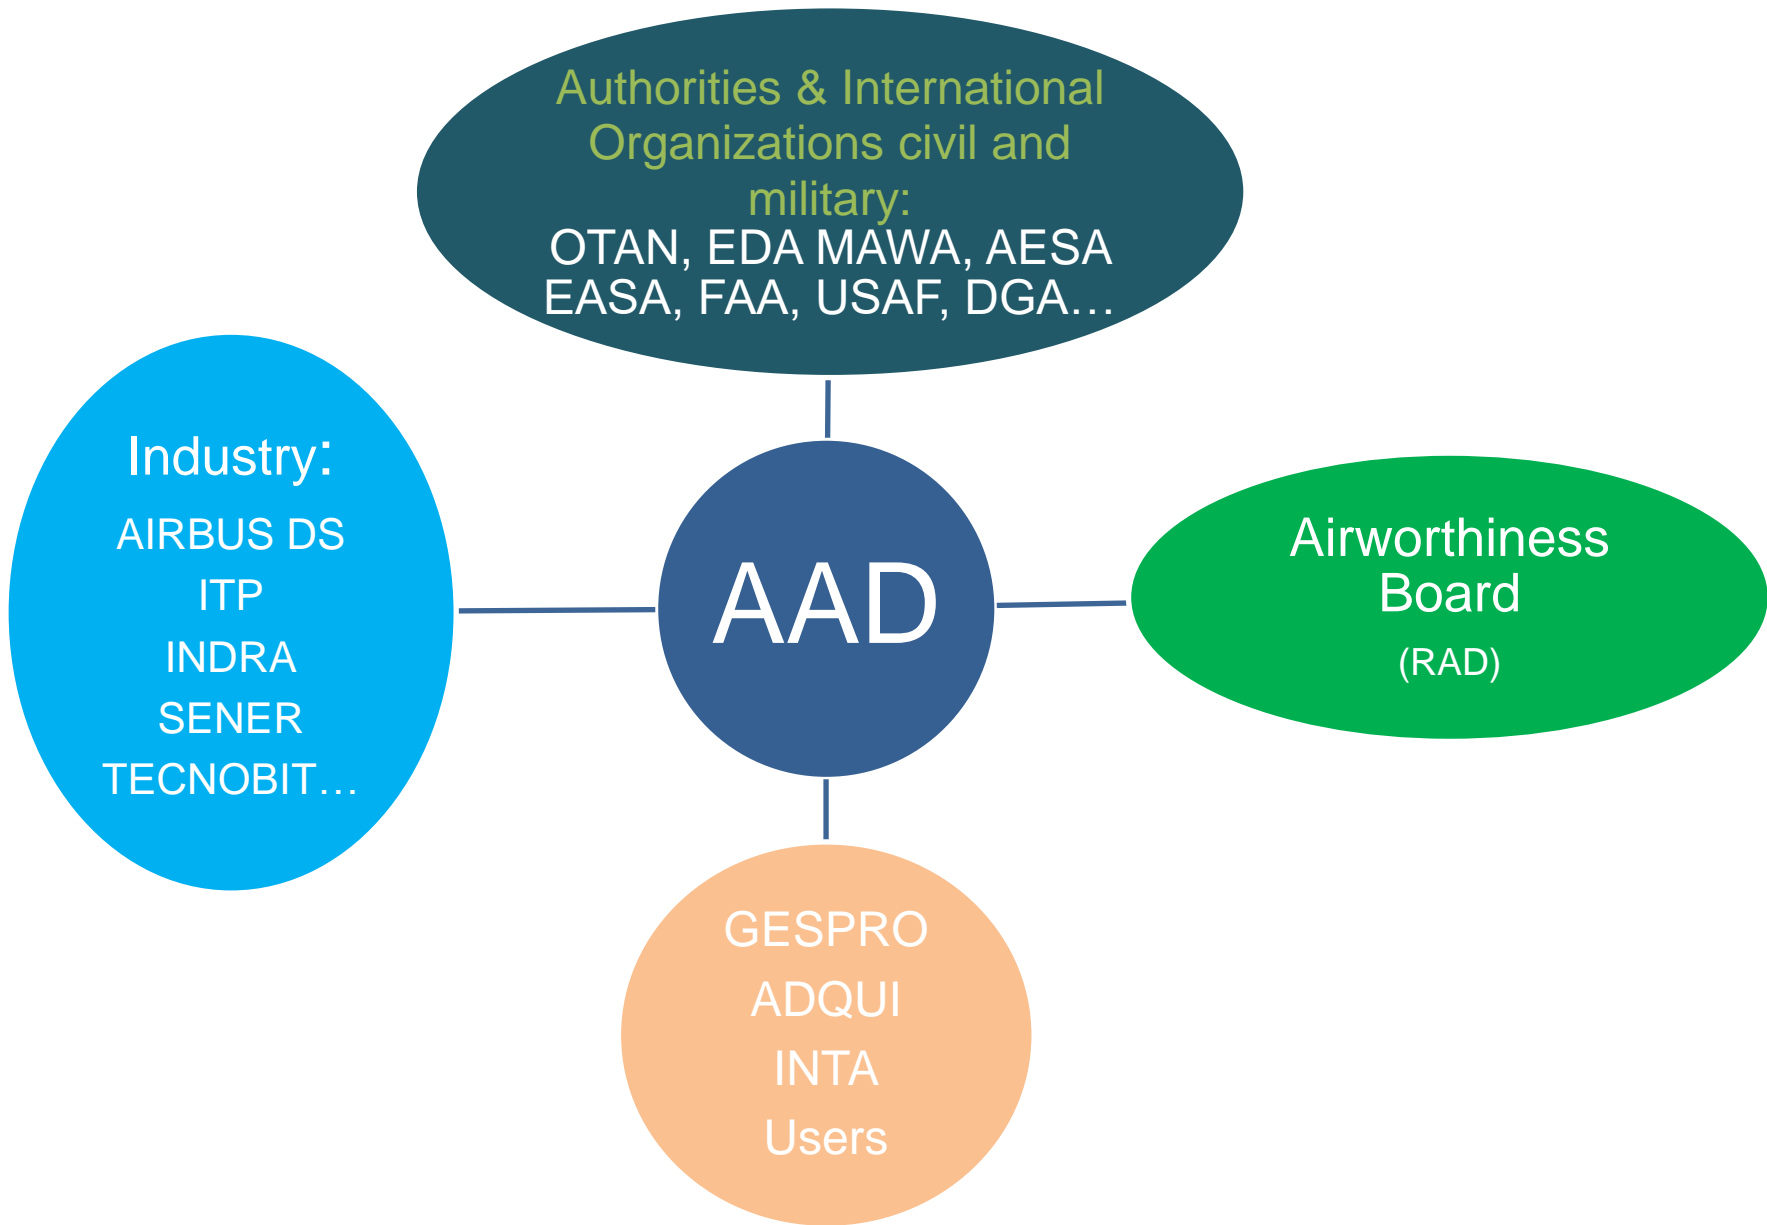 Authorities & International
Organizations civil and
military:
OTAN, EDA MAWA, AESA
EASA, FAA, USAF, DGA…
Industry:
AIRBUS DS
ITP
INDRA
SENER
TECNOBIT…
AAD
Airworthiness
Board
(RAD)
GESPRO
ADQUI
INTA
Users